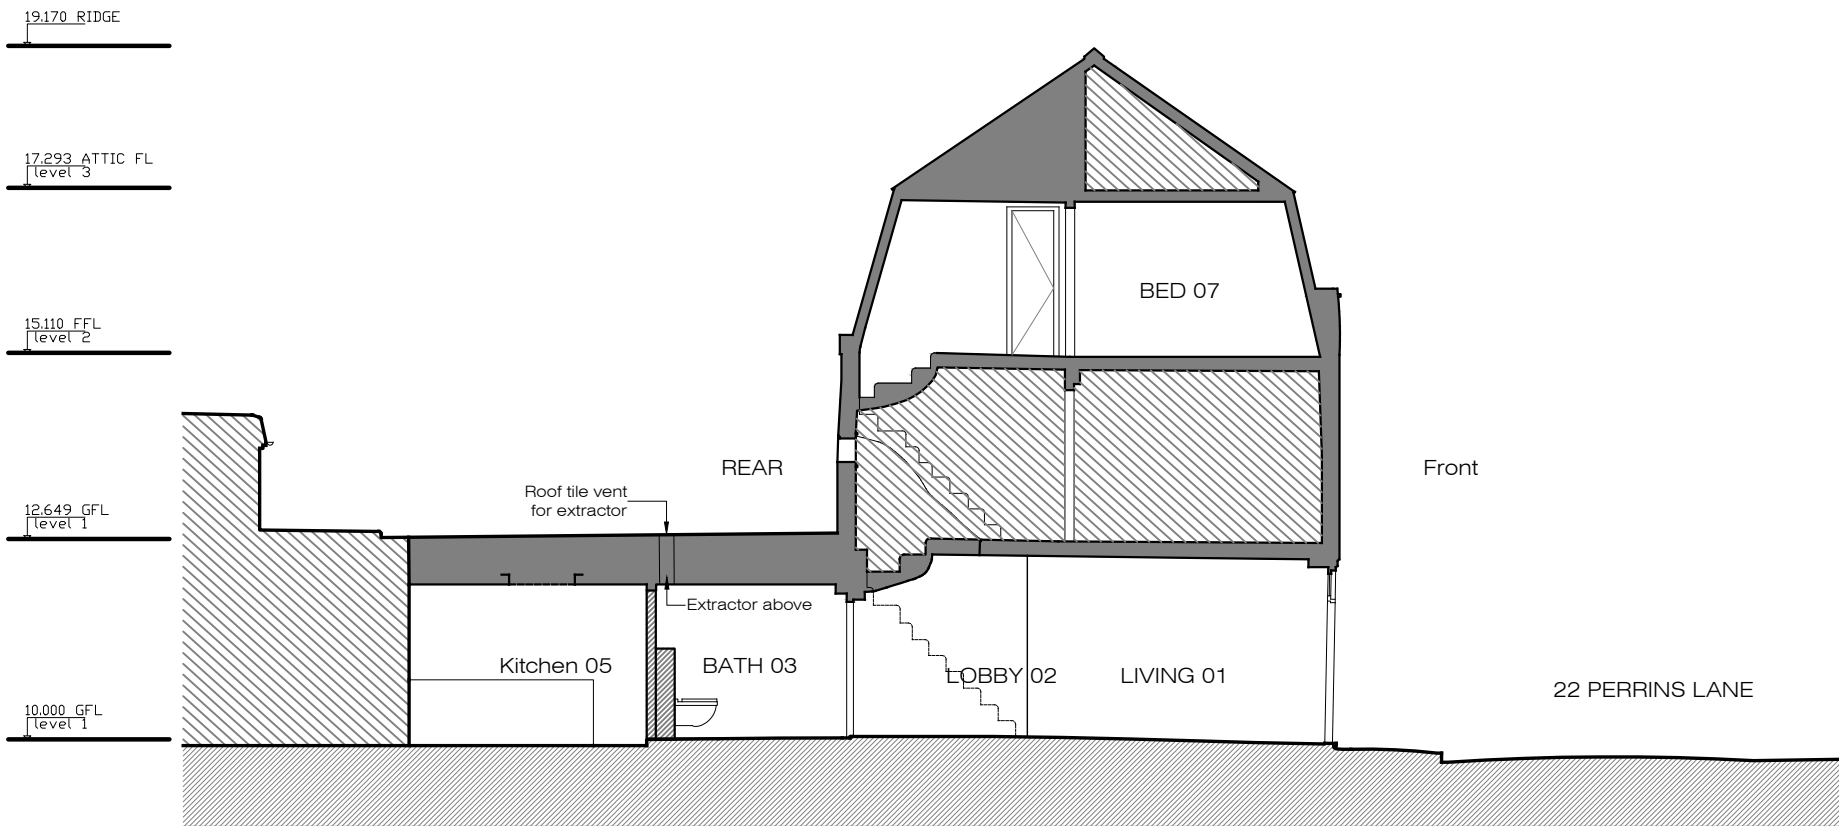 19.170 RIDGE
17.293 ATTIC FL
level 3
15.110 FFL
level 2
12.649 GFL
level 1
10.000 GFL
level 1
BED 07
REAR
Front
Roof tile vent
for extractor
Extractor above
Kitchen 05
BATH 03
LOBBY 02
LIVING 01
22 PERRINS LANE